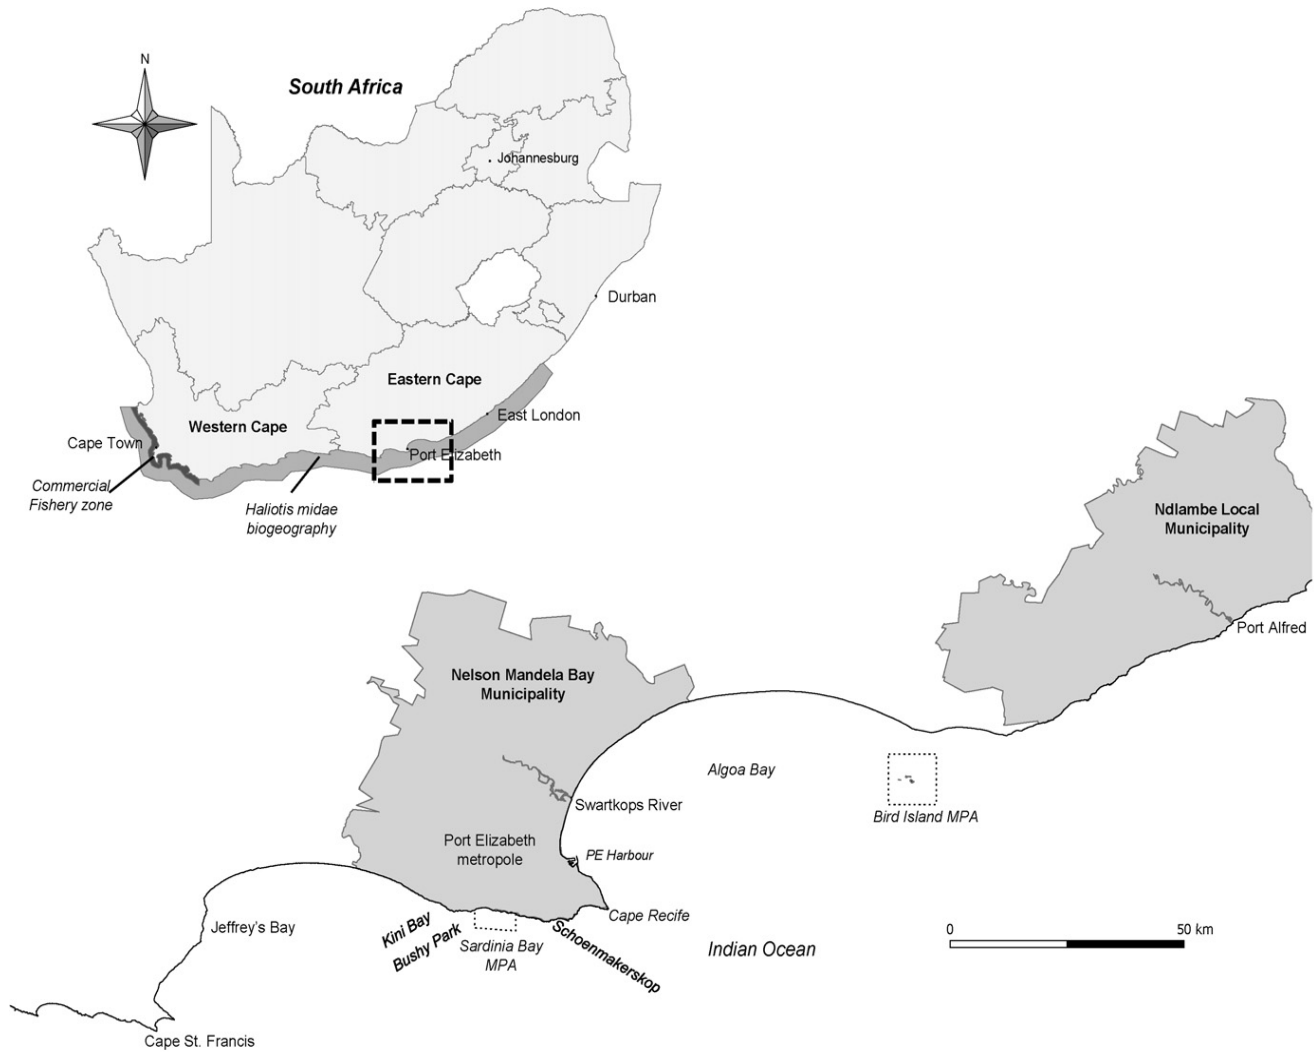 N
South Africa
Johannesburg
Durban
Eastern Cape
East London
Western Cape
Cape Town
Port Elizabeth
Commercial
Fishery zone
Haliotis midae
biogeography
Ndlambe Local
Municipality
Port Alfred
Nelson Mandela Bay
Municipality
Algoa Bay
Swartkops River
Bird Island MPA
Port Elizabeth
metropole
PE Harbour
Cape Recife
Jeffrey's Bay
Kini Bay
Bushy Park
Sardinia Bay
MPA
Schoenmakerskop
Indian Ocean
0 50 km
Cape St. Francis